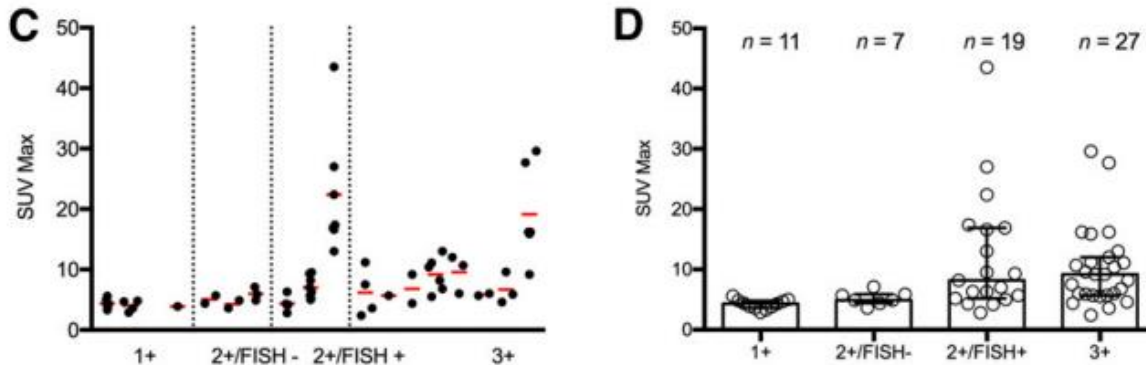 C
50
40
30
20
10
0
SUV Max
1+ 2+/FISH - 2+/FISH + 3+
D
50
40
30
20
10
0
SUV Max
n = 11 n = 7 n = 19 n = 27
1+ 2+/FISH- 2+/FISH+ 3+